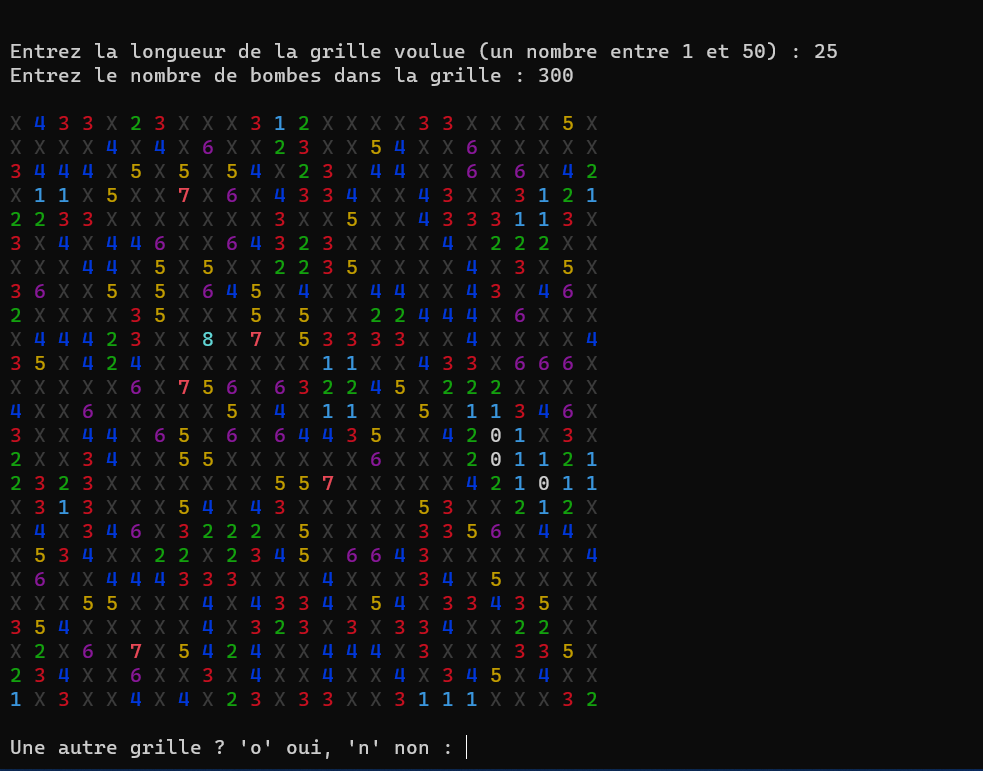 Entrez la longueur de la grille voulue (un nombre entre 1 et 50) : 25
Entrez le nombre de bombes dans la grille : 300
X 4 3 3 X 2 3 X X X 3 1 2 X X X X 3 3 X X X X 5 X
X X X X 4 X 4 X 6 X X 2 3 X X 5 4 X X 6 X X X X X
3 4 4 4 X 5 X 5 X 5 4 X 2 3 X 4 4 X X 6 X 6 X 4 2
X 1 1 X 5 X X 7 X 6 X 4 3 3 4 X X 4 3 X X 3 1 2 1
2 2 3 3 X X X X X X X 3 X X 5 X X 4 3 3 3 1 1 3 X
3 X 4 X 4 4 6 X X 6 4 3 2 3 X X X X 4 X 2 2 2 X X
X X X 4 4 X 5 X 5 X X 2 2 3 5 X X X X 4 X 3 X 5 X
3 6 X X 5 X 5 X 6 4 5 X 4 X X 4 4 X X 4 3 X 4 6 X
2 X X X X 3 5 X X X 5 X 5 X X 2 2 4 4 4 X 6 X X X
X 4 4 4 2 3 X X 8 X 7 X 5 3 3 3 3 X X 4 X X X X 4
3 5 X 4 2 4 X X X X X X X 1 1 X X 4 3 3 X 6 6 6 X
X X X X X 6 X 7 5 6 X 6 3 2 2 4 5 X 2 2 2 X X X X
4 X X 6 X X X X X 5 X 4 X 1 1 X X 5 X 1 1 3 4 6 X
3 X X 4 4 X 6 5 X 6 X 6 4 4 3 5 X X 4 2 0 1 X 3 X
2 X X 3 4 X X 5 5 X X X X X X 6 X X X 2 0 1 1 2 1
2 3 2 3 X X X X X X X 5 5 7 X X X X X 4 2 1 0 1 1
X 3 1 3 X X X 5 4 X 4 3 X X X X X 5 3 X X 2 1 2 X
X 4 X 3 4 6 X 3 2 2 2 X 5 X X X X 3 3 5 6 X 4 4 X
X 5 3 4 X X 2 2 X 2 3 4 5 X 6 6 4 3 X X X X X X 4
X 6 X X 4 4 4 3 3 3 X X X 4 X X X 3 4 X 5 X X X X
X X X 5 5 X X X 4 X 4 3 3 4 X 5 4 X 3 3 4 3 5 X X
3 5 4 X X X X X 4 X 3 2 3 X 3 X 3 3 4 X X 2 2 X X
X 2 X 6 X 7 X 5 4 2 4 X X 4 4 4 X 3 X X X 3 3 5 X
2 3 4 X X 6 X X 3 X 4 X X 4 X X 4 X 3 4 5 X 4 X X
1 X 3 X X 4 X 4 X 2 3 X 3 3 X X 3 1 1 1 X X X 3 2
Une autre grille ? 'o' oui, 'n' non :